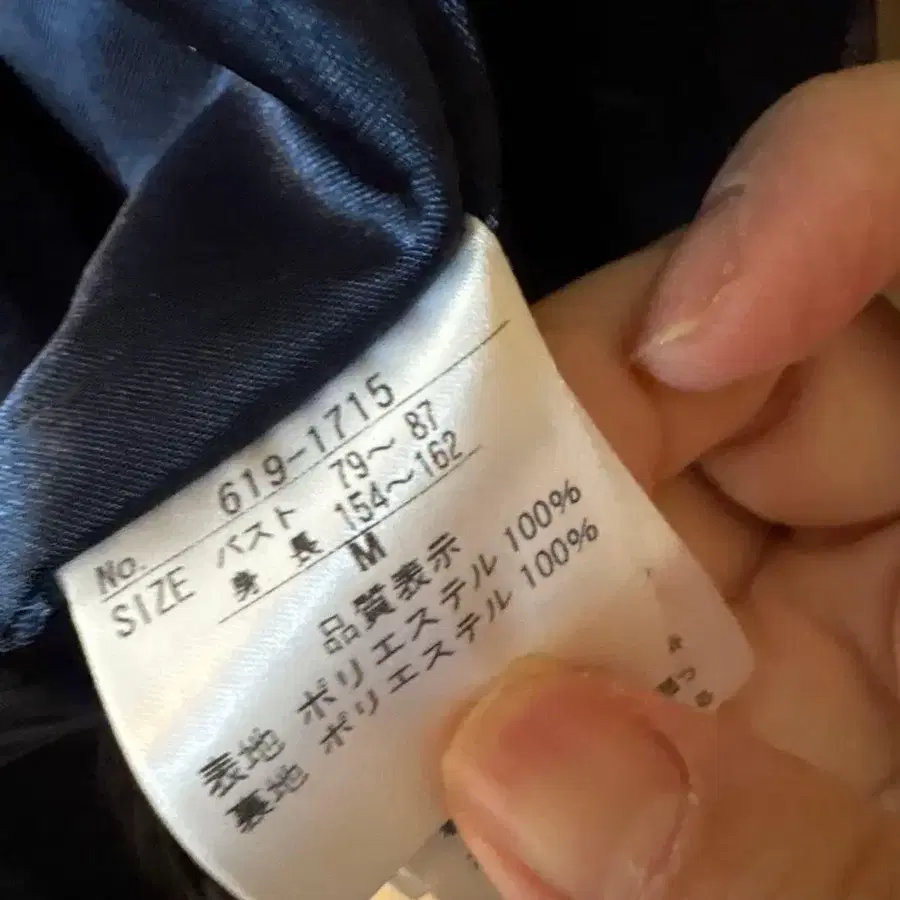 No. 619-1715
SIZE バスト 79～ 87
身 長 154～162
M
品質表示
表地 ポリエステル 100%
裏地 ポリエステル 100%